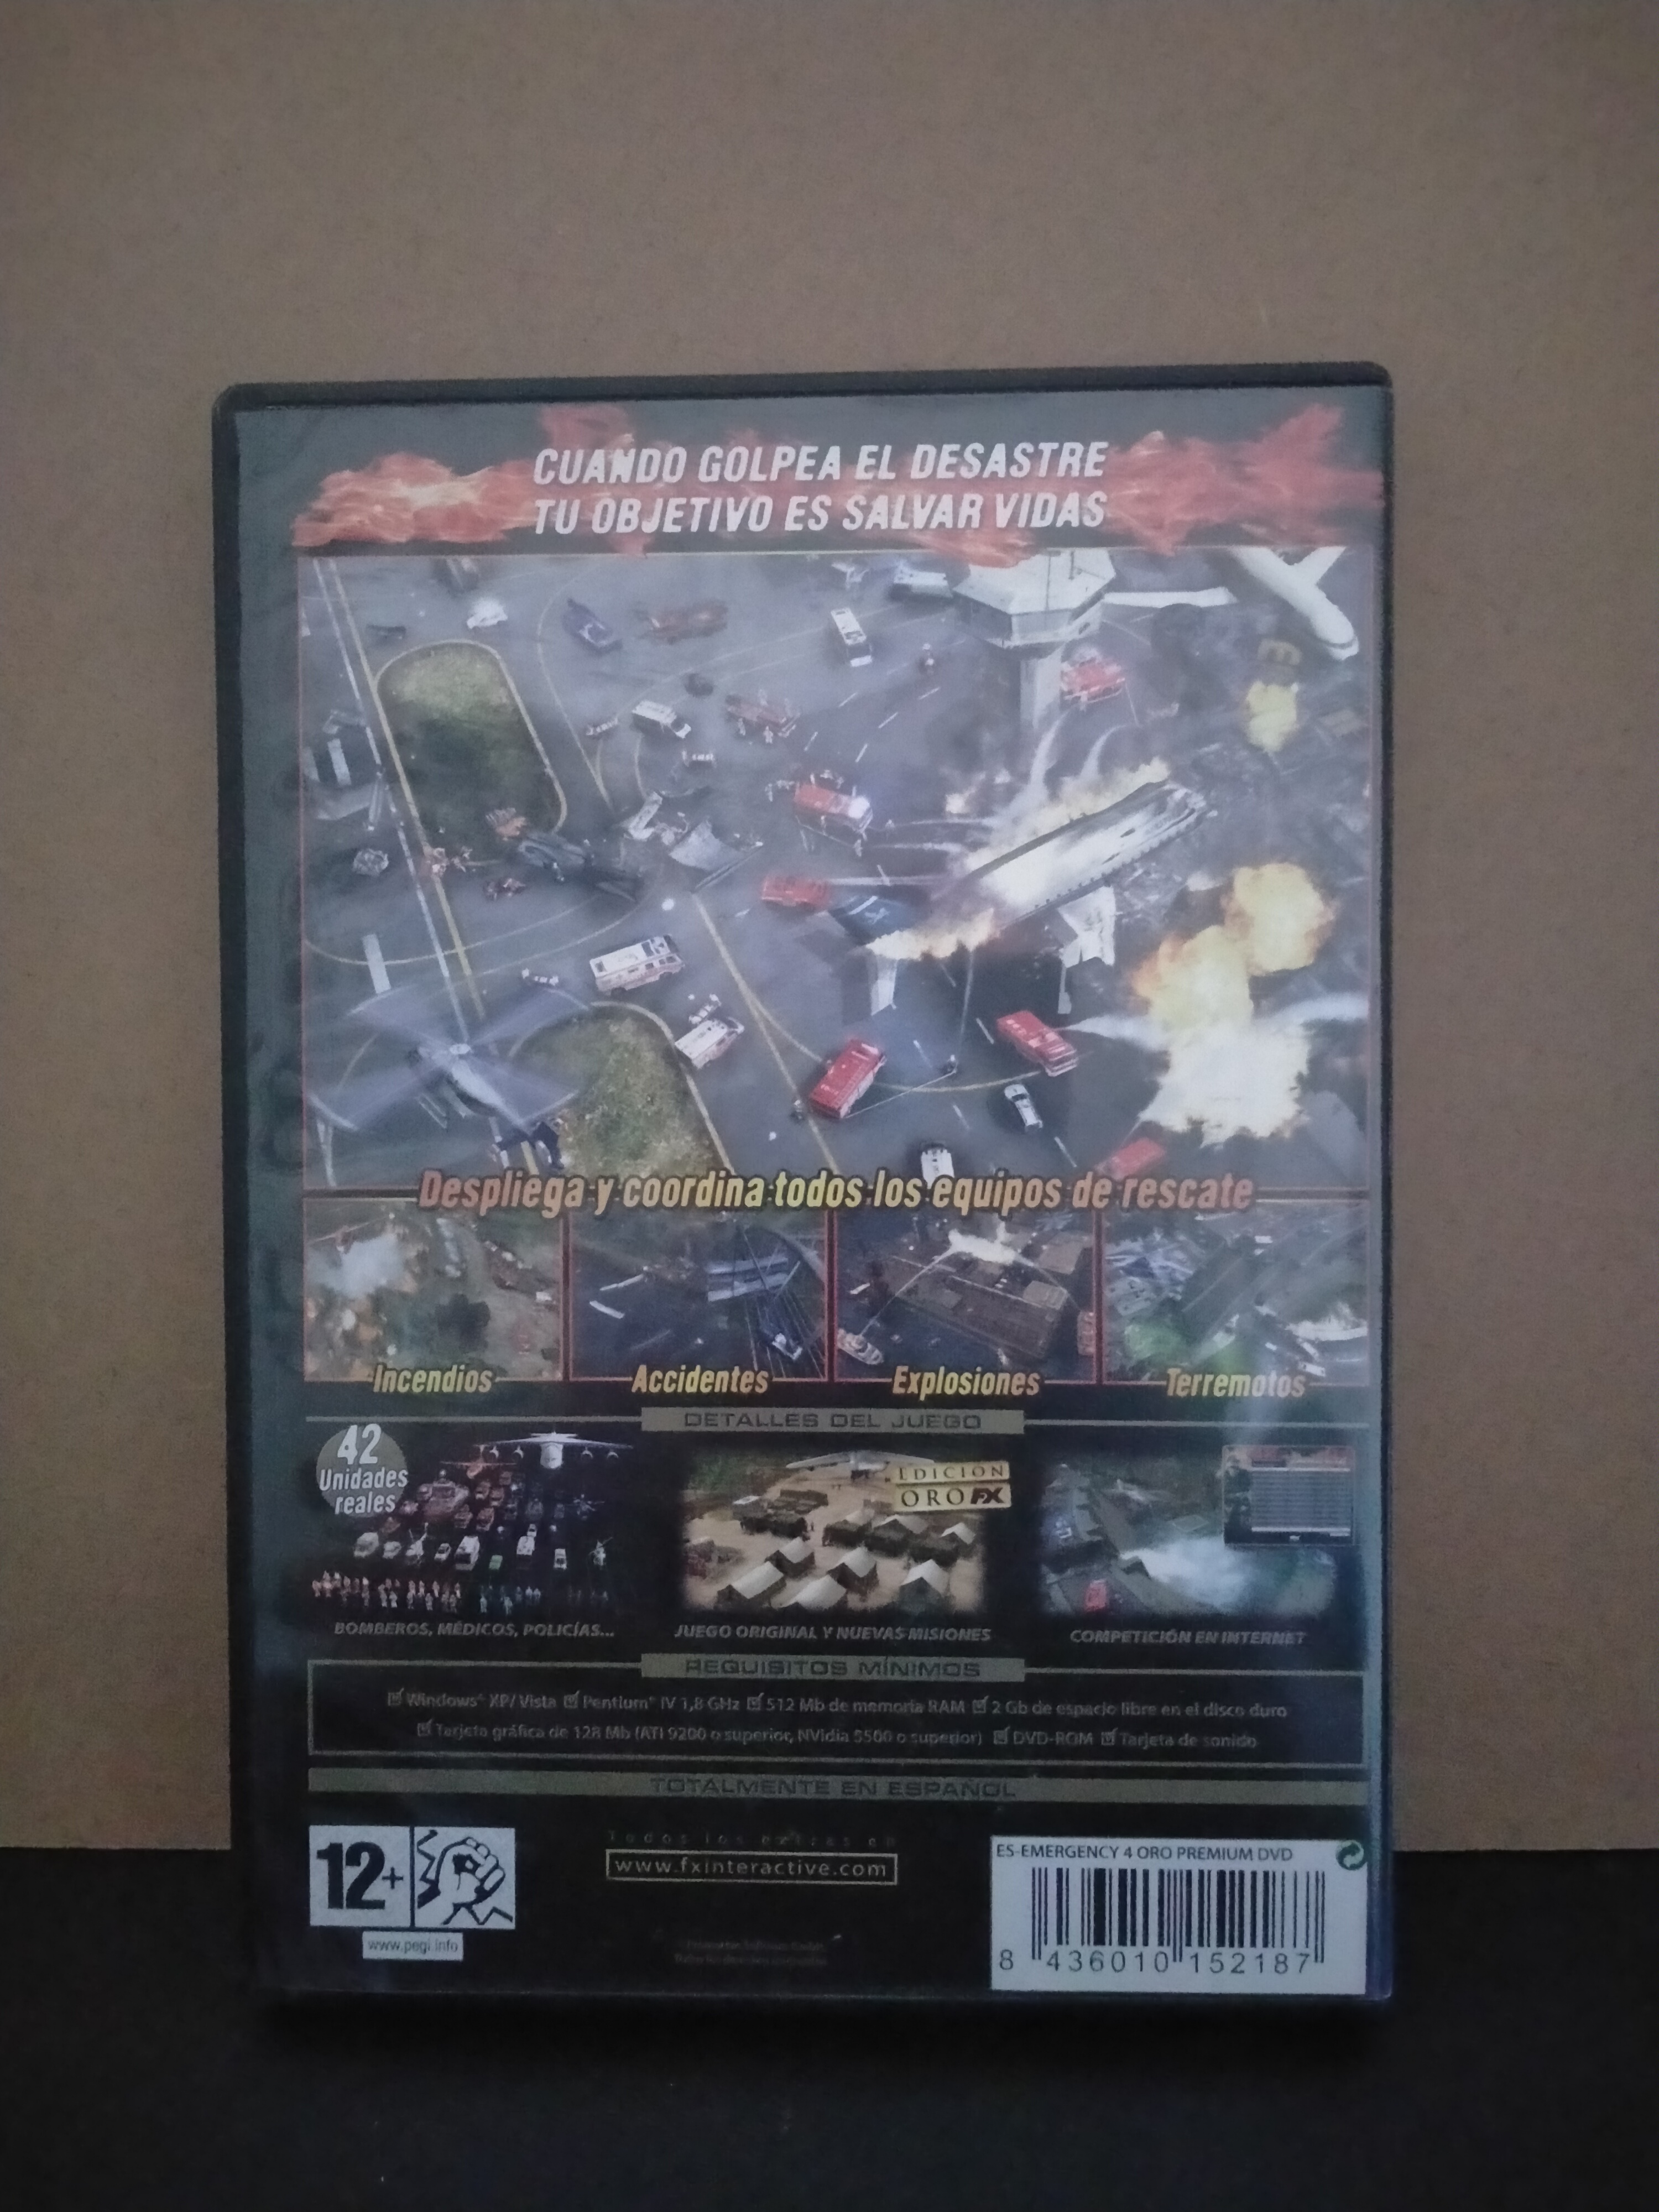 CUANDO GOLPEA EL DESASTRE
TU OBJETIVO ES SALVAR VIDAS
Despliega y coordina todos los equipos de rescate
Incendios
Accidentes
Explosiones
Terremotos
DETALLES DEL JUEGO
42
Unidades
reales
EDICIÓN
ORO FX
BOMBEROS, MÉDICOS, POLICÍAS...
JUEGO ORIGINAL Y NUEVAS MISIONES
COMPETICIÓN EN INTERNET
REQUISITOS MÍNIMOS
Windows® XP/Vista Pentium® IV 1,8 GHz 512 Mb de memoria RAM 2 Gb de espacio libre en el disco duro
Tarjeta gráfica de 128 Mb (ATI 9200 o superior, NVidia 5500 o superior) DVD-ROM Tarjeta de sonido
TOTALMENTE EN ESPAÑOL
12+
www.pegi.info
Todos los extras en
www.fxinteractive.com
ES-EMERGENCY 4 ORO PREMIUM DVD
8 436010 152187